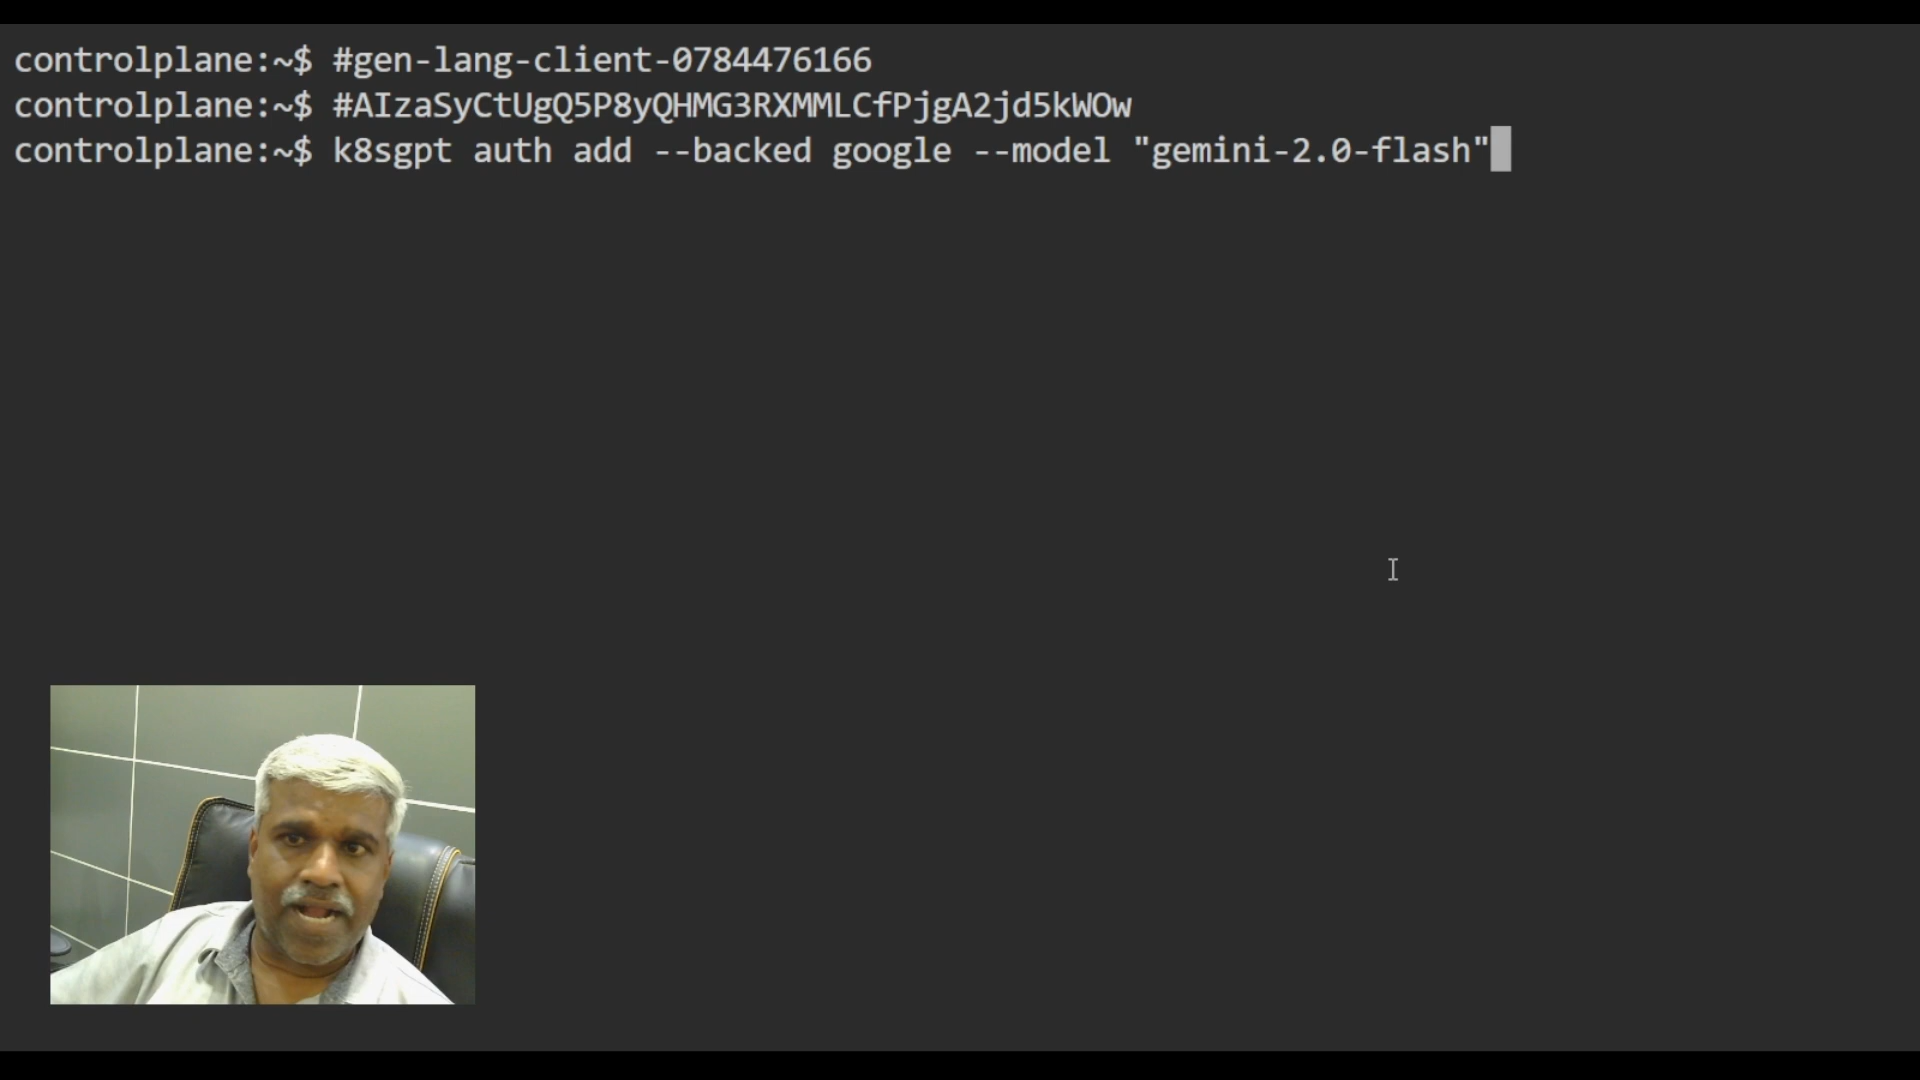 controlplane:~$ #gen-lang-client-0784476166
controlplane:~$ #AIzaSyCtUgQ5P8yQHMG3RXMMLCfPjgA2jd5kWOw
controlplane:~$ k8sgpt auth add --backed google --model "gemini-2.0-flash"